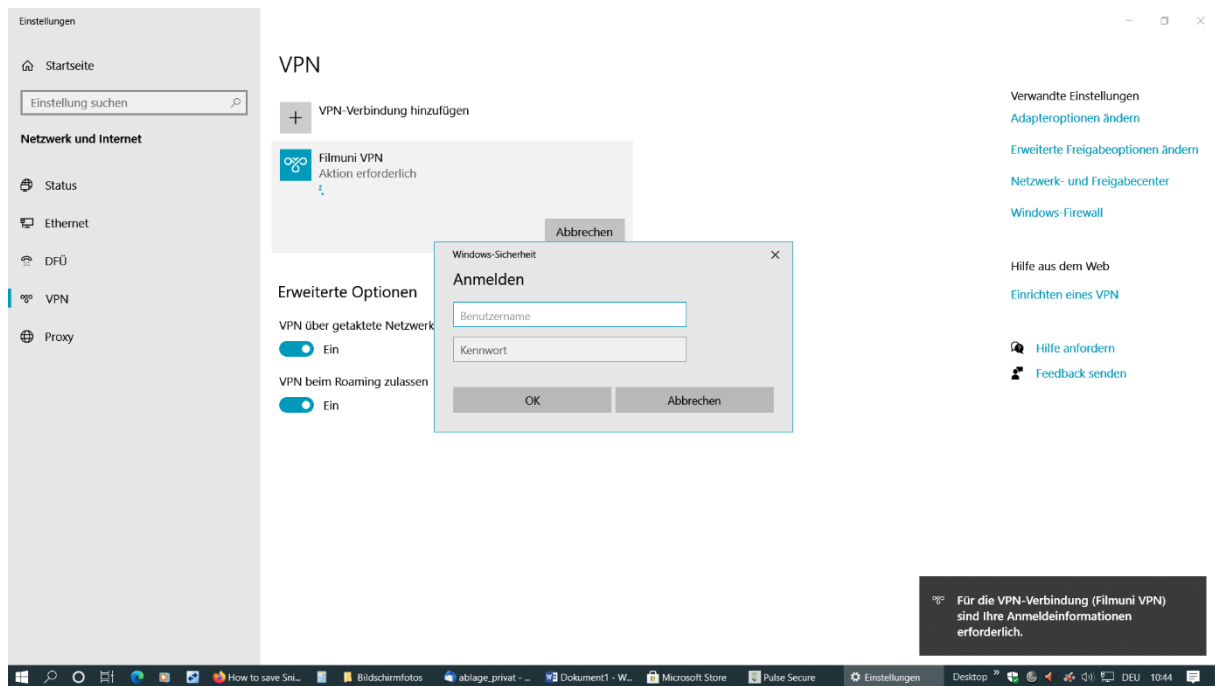 Einstellungen
Startseite
Einstellung suchen
Netzwerk und Internet
Status
Ethernet
DFÜ
VPN
Proxy
VPN
VPN-Verbindung hinzufügen
Filmuni VPN
Aktion erforderlich
Abbrechen
Erweiterte Optionen
VPN über getaktete Netzwerk
Ein
VPN beim Roaming zulassen
Ein
Windows-Sicherheit
Anmelden
Benutzername
Kennwort
OK Abbrechen
Verwandte Einstellungen
Adapteroptionen ändern
Erweiterte Freigabeoptionen ändern
Netzwerk- und Freigabecenter
Windows-Firewall
Hilfe aus dem Web
Einrichten eines VPN
Hilfe anfordern
Feedback senden
Für die VPN-Verbindung (Filmuni VPN)
sind Ihre Anmeldeinformationen
erforderlich.
How to save Sni... Bildschirmfotos ablage_privat - ... Dokument1 - W... Microsoft Store Pulse Secure Einstellungen Desktop » DEU 10:44